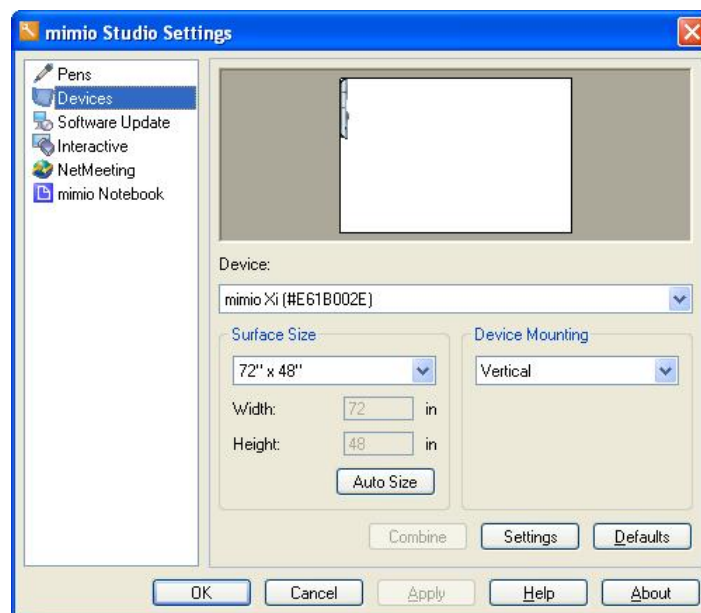 mimio Studio Settings
Pens
Devices
Software Update
Interactive
NetMeeting
mimio Notebook
Device:
mimio Xi (#E61B002E)
Surface Size
72" x 48"
Width: 72 in
Height: 48 in
Auto Size
Device Mounting
Vertical
Combine Settings Defaults
OK Cancel Apply Help About